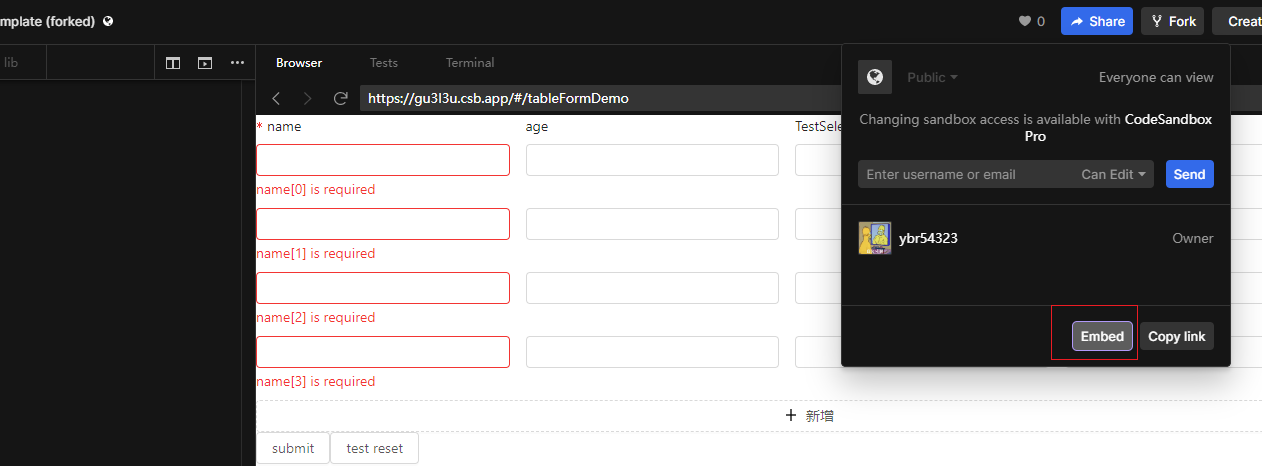 mplate (forked)
0
Share
Fork
Creat
lib
Browser
Tests
Terminal
https://gu3l3u.csb.app/#/tableFormDemo
Public
Everyone can view
Changing sandbox access is available with CodeSandbox
Pro
Enter username or email
Can Edit
Send
ybr54323
Owner
Embed
Copy link
* name
age
TestSele
name[0] is required
name[1] is required
name[2] is required
name[3] is required
+ 新增
submit
test reset